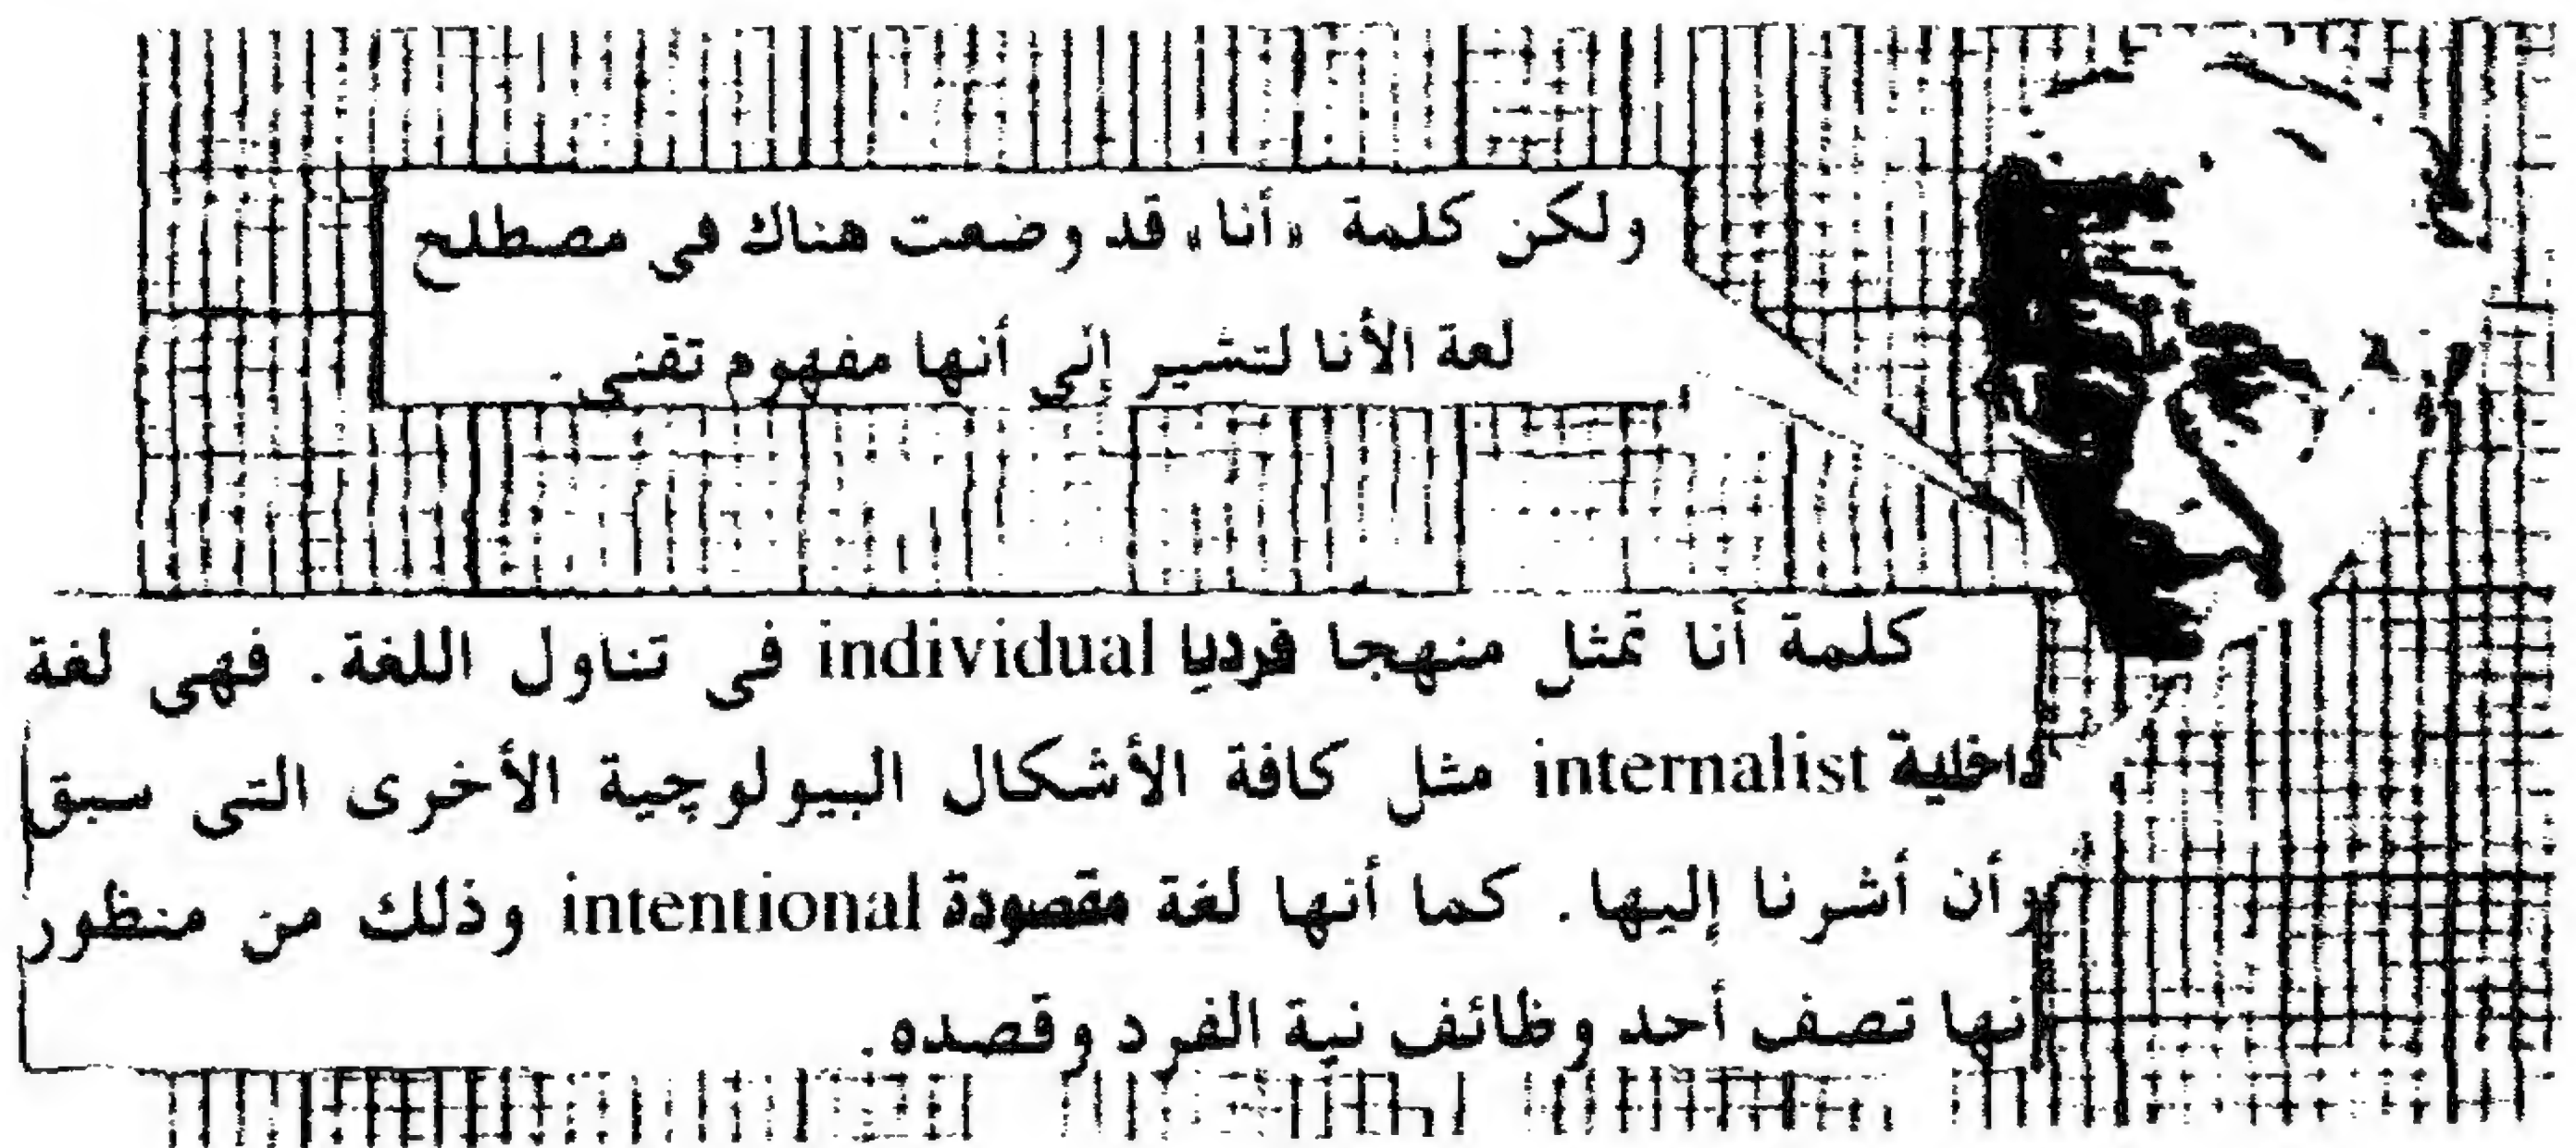 ولكن كلمة «أنا» قد وضعت هناك فى مصطلح
لعة الأنا لتشير إلى أنها مفهوم تقنى .
كلمة أنا تمثل منهجا فرديا individual فى تناول اللغة . فهى لغة
داخلية internalist مثل كافة الأشكال البيولوچية الأخرى التى سبق
وأن أشرنا إليها . كما أنها لغة مقصودة intentional وذلك من منظور
أنها تصف أحد وظائف نية الفرد وقصده .